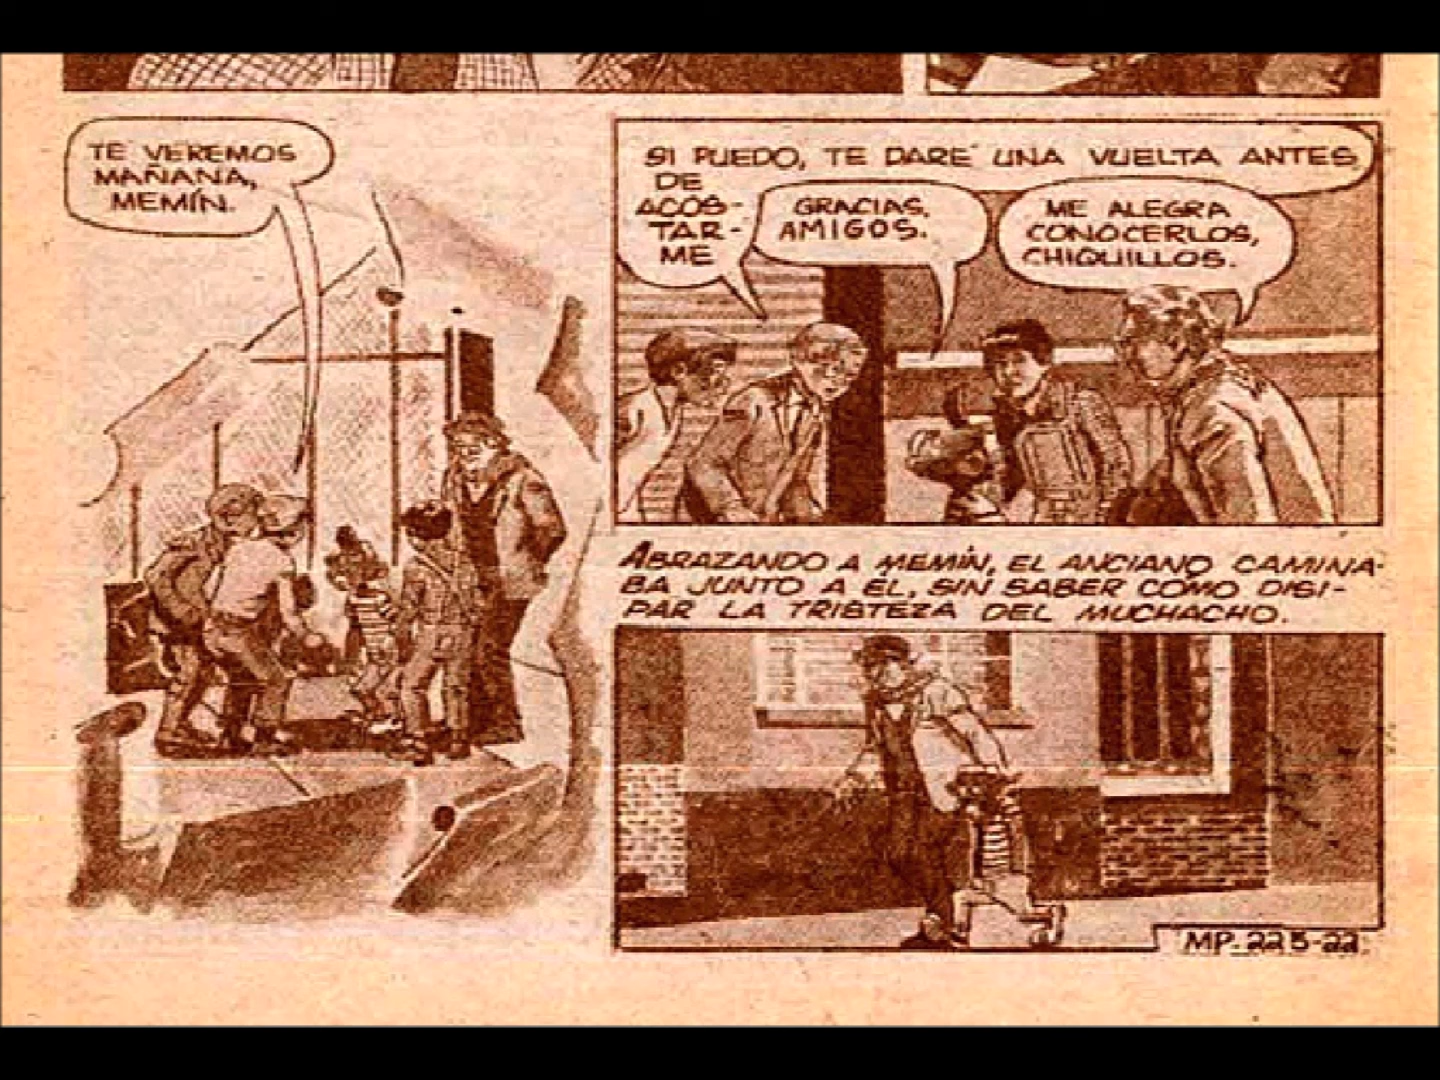 TE VEREMOS
MAÑANA,
MEMÍN.
SI PUEDO, TE DARE UNA VUELTA ANTES
DE
ACOS-
TAR-
ME
GRACIAS,
AMIGOS.
ME ALEGRA
CONOCERLOS,
CHIQUILLOS.
ABRAZANDO A MEMÍN, EL ANCIANO CAMINA-
BA JUNTO A ÉL, SIN SABER CÓMO DISI-
PAR LA TRISTEZA DEL MUCHACHO.
MP-225-22